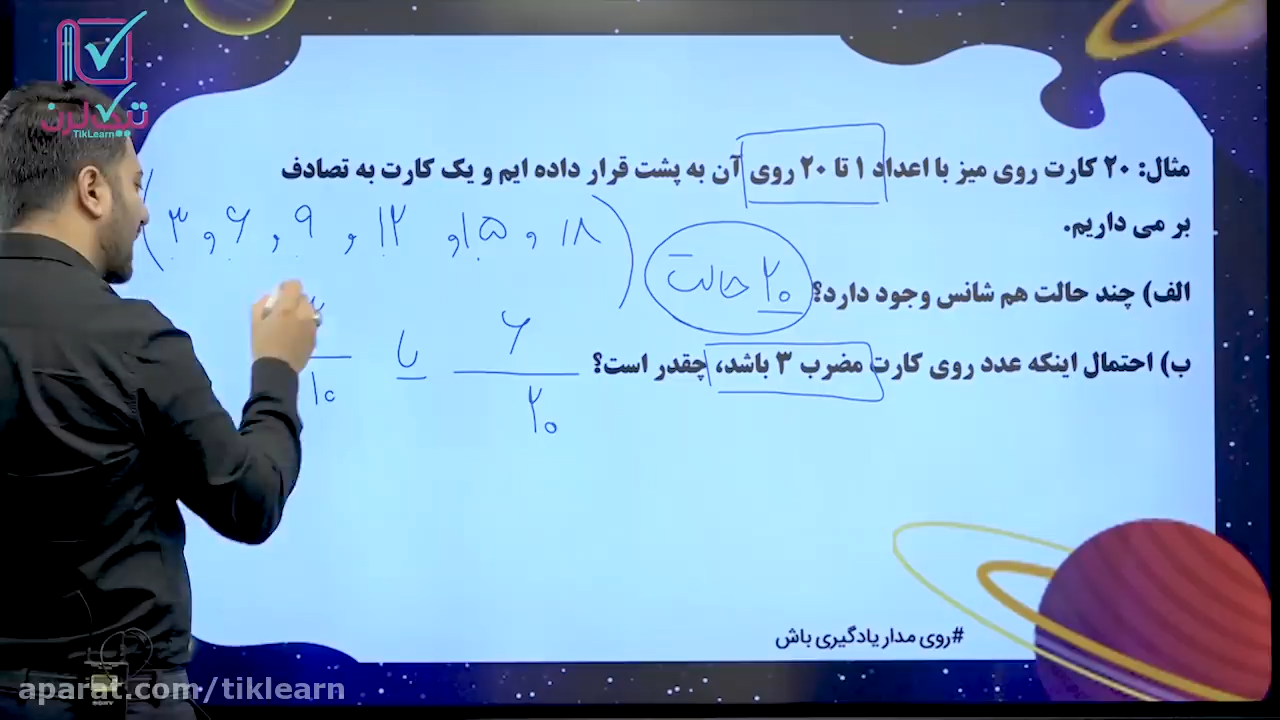 تیک لرن
TikLearn
مثال: ۲۰ کارت روی میز با اعداد ۱ تا ۲۰ روی آن به پشت قرار داده ایم و یک کارت به تصادف
بر می داریم.
(۳ , ۶ , ۹ , ۱۲ , ۱۵ , ۱۸)
الف) چند حالت هم شانس وجود دارد؟ ۲۰ حالت
ب) احتمال اینکه عدد روی کارت مضرب ۳ باشد، چقدر است؟
۶
۲۰
یا
۱۰
#روی مدار یادگیری باش
aparat.com/tiklearn